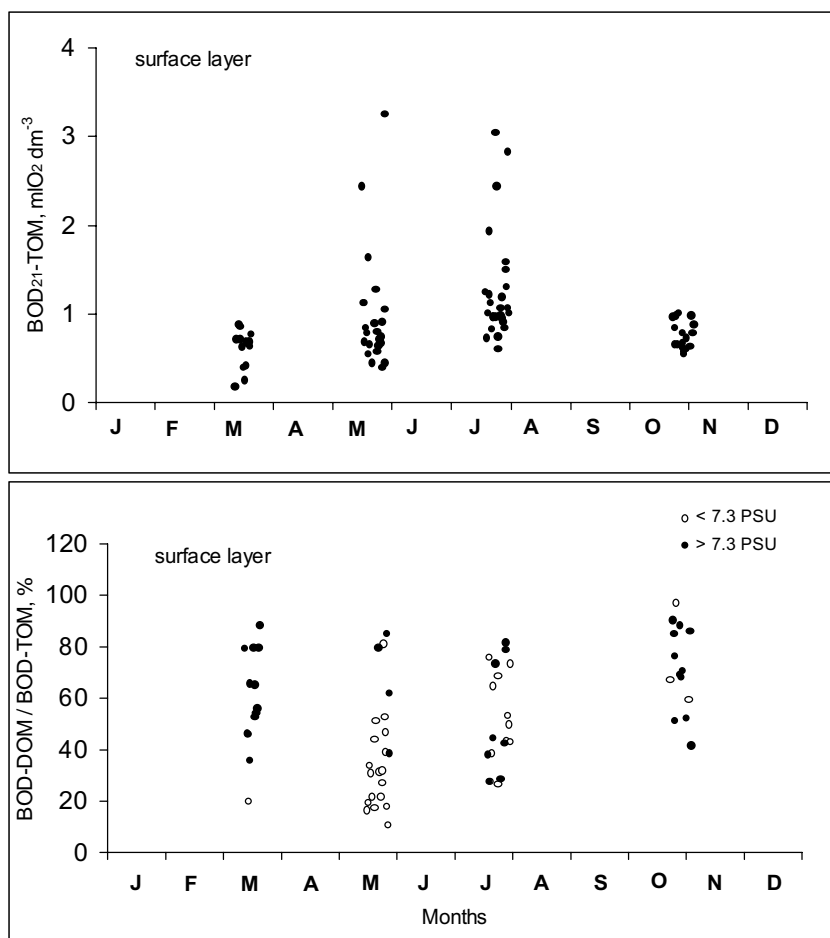 surface layer
BOD₂₁-TOM, mlO₂ dm⁻³
4
3
2
1
0
J F M A M J J A S O N D
< 7.3 PSU
> 7.3 PSU
surface layer
BOD-DOM / BOD-TOM, %
120
100
80
60
40
20
0
J F M A M J J A S O N D
Months